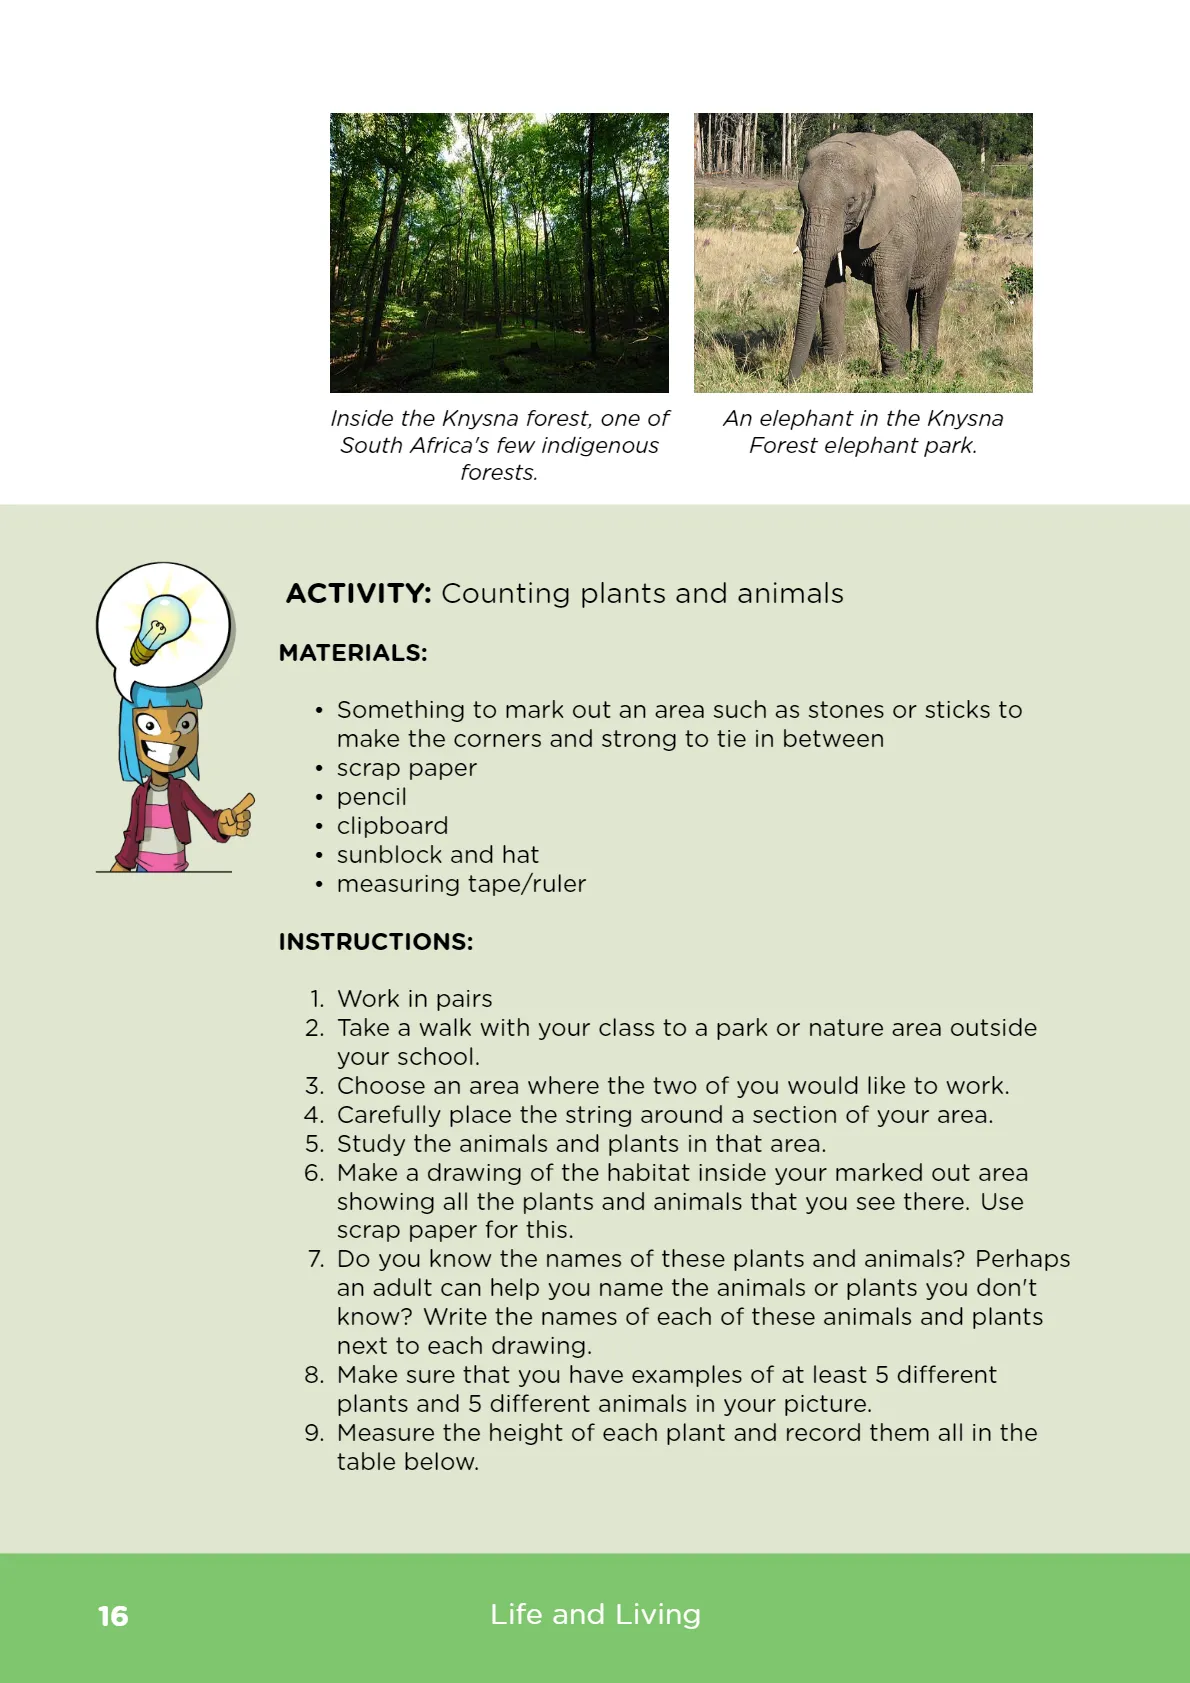 Inside the Knysna forest, one of
South Africa's few indigenous
forests.
An elephant in the Knysna
Forest elephant park.
ACTIVITY: Counting plants and animals
MATERIALS:
• Something to mark out an area such as stones or sticks to
make the corners and strong to tie in between
• scrap paper
• pencil
• clipboard
• sunblock and hat
• measuring tape/ruler
INSTRUCTIONS:
1. Work in pairs
2. Take a walk with your class to a park or nature area outside
your school.
3. Choose an area where the two of you would like to work.
4. Carefully place the string around a section of your area.
5. Study the animals and plants in that area.
6. Make a drawing of the habitat inside your marked out area
showing all the plants and animals that you see there. Use
scrap paper for this.
7. Do you know the names of these plants and animals? Perhaps
an adult can help you name the animals or plants you don't
know? Write the names of each of these animals and plants
next to each drawing.
8. Make sure that you have examples of at least 5 different
plants and 5 different animals in your picture.
9. Measure the height of each plant and record them all in the
table below.
16
Life and Living